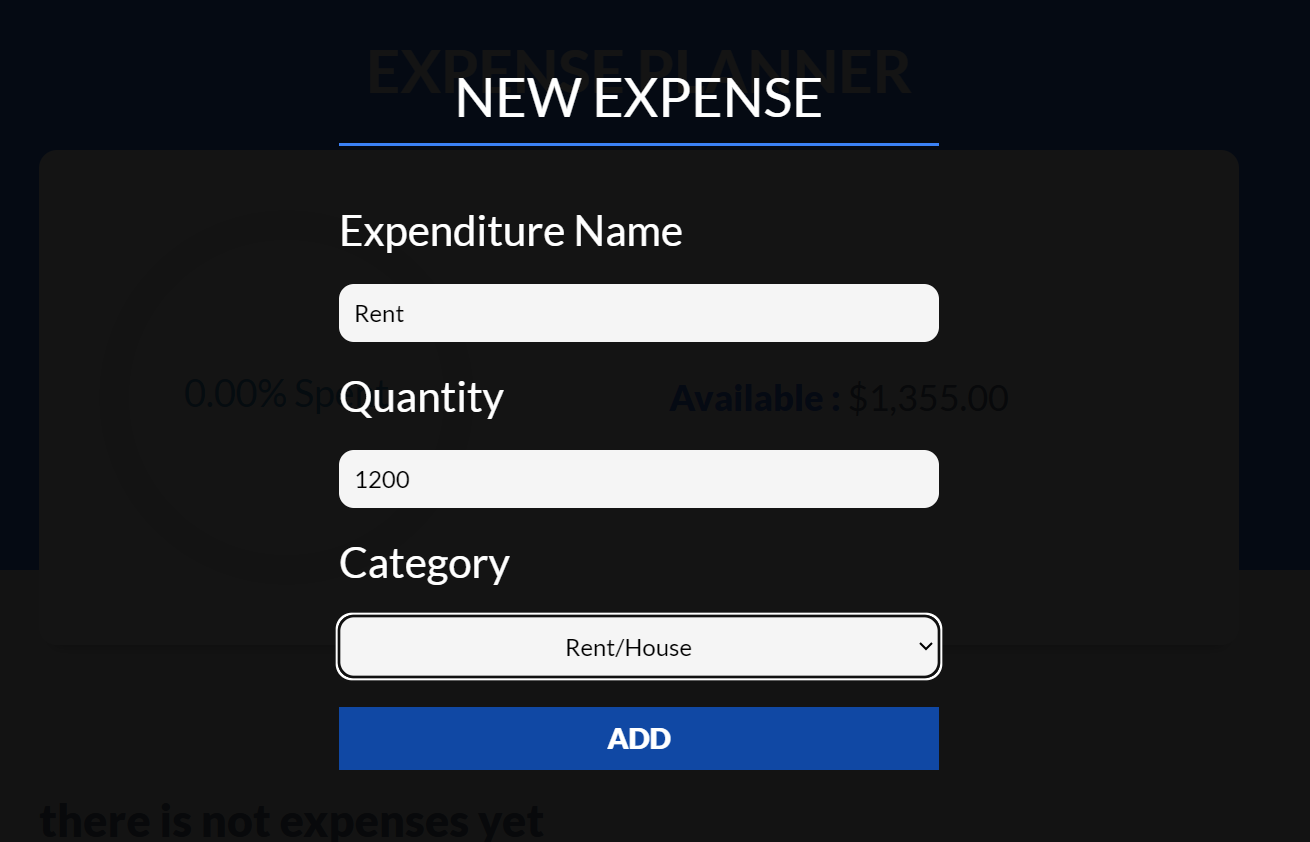 EXPENSE PLANNER
NEW EXPENSE
Expenditure Name
Rent
0.00% Spent
Quantity
Available : $1,355.00
1200
Category
Rent/House
ADD
there is not expenses yet